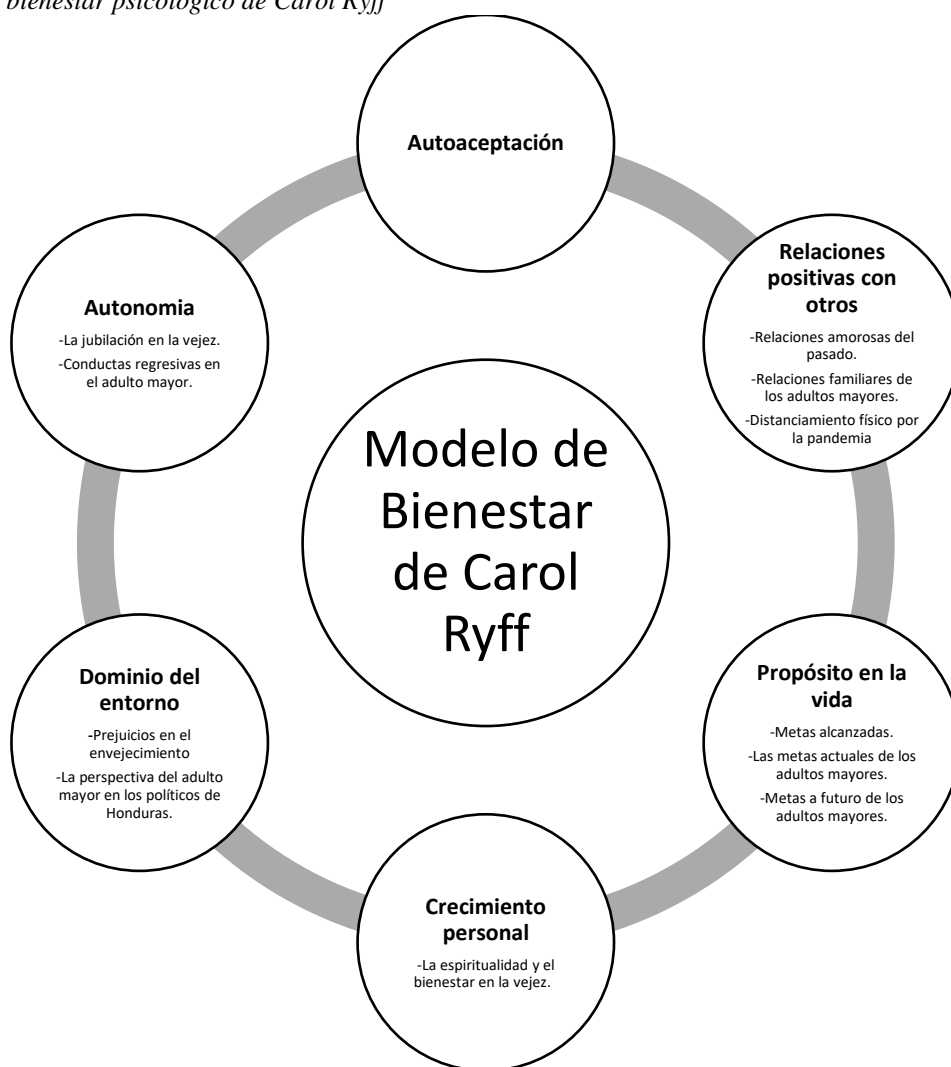 bienestar psicológico de Carol Ryff
Autoaceptación
Relaciones
positivas con
otros
-Relaciones amorosas del
pasado.
-Relaciones familiares de
los adultos mayores.
-Distanciamiento físico por
la pandemia
Propósito en la
vida
-Metas alcanzadas.
-Las metas actuales de los
adultos mayores.
-Metas a futuro de los
adultos mayores.
Crecimiento
personal
-La espiritualidad y el
bienestar en la vejez.
Dominio del
entorno
-Prejuicios en el
envejecimiento
-La perspectiva del adulto
mayor en los políticos de
Honduras.
Autonomia
-La jubilación en la vejez.
-Conductas regresivas en
el adulto mayor.
Modelo de
Bienestar
de Carol
Ryff